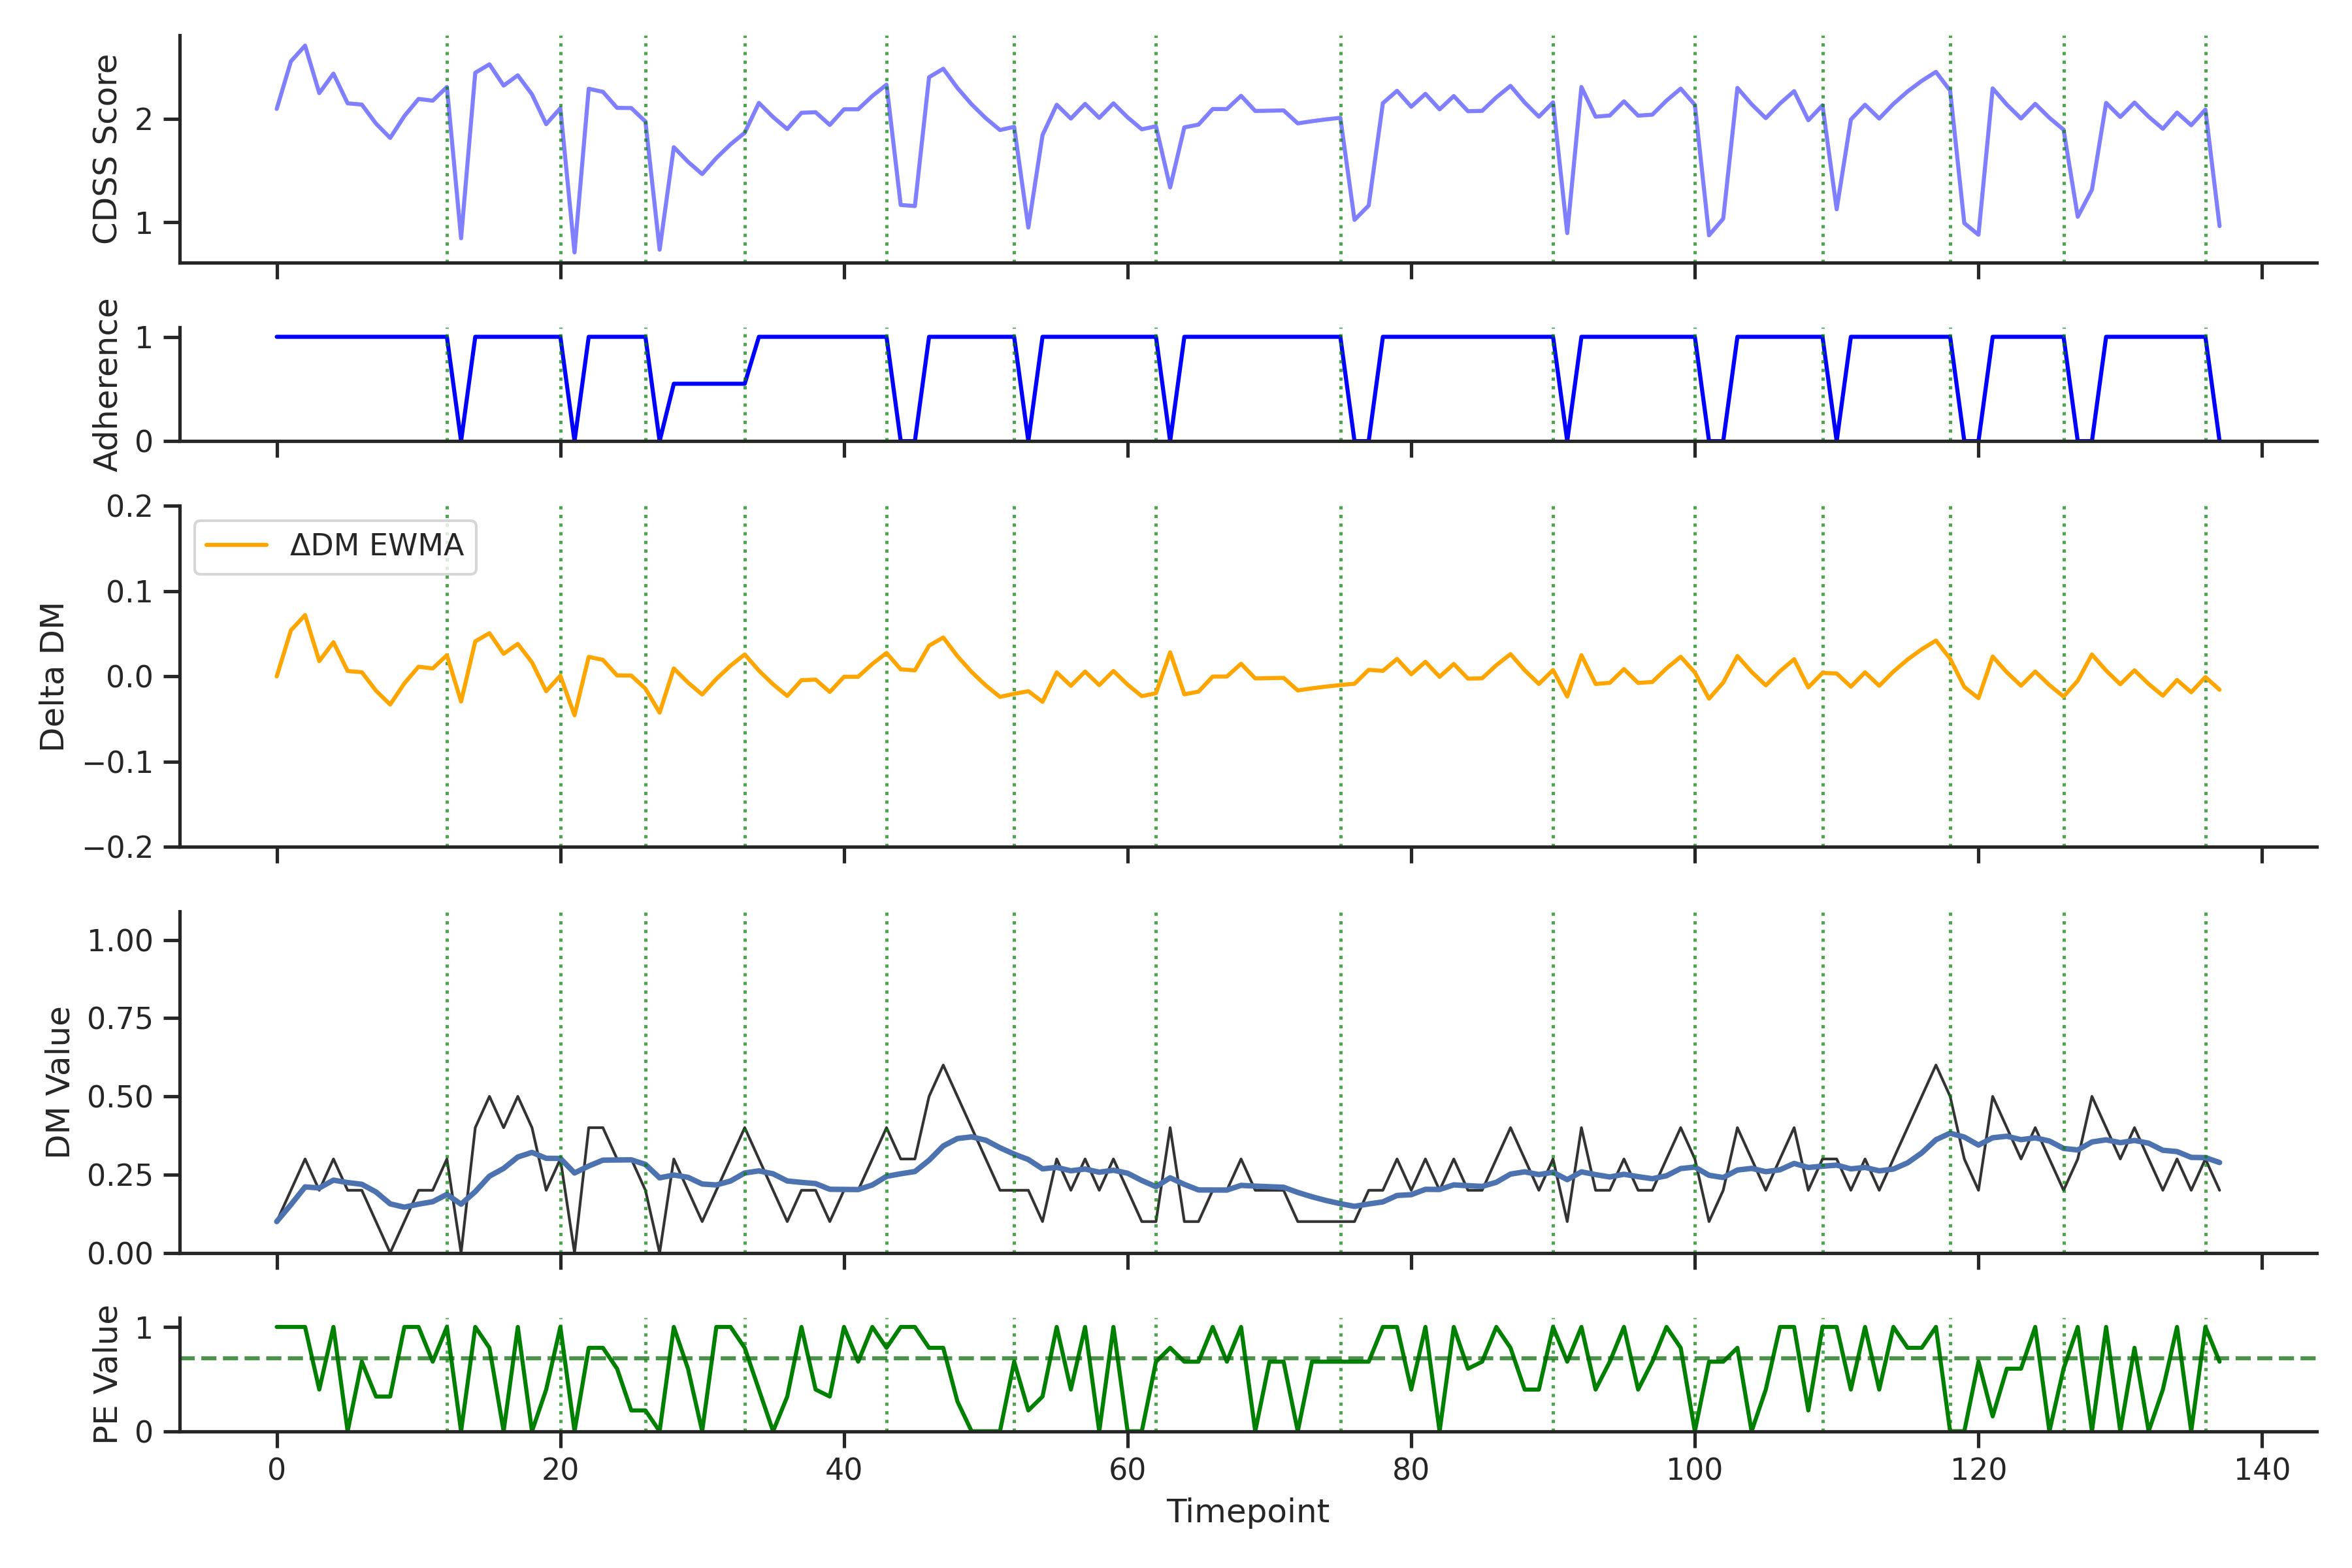 CDSS Score
2
1
Adherence
1
0
Delta DM
0.2
0.1
0.0
−0.1
−0.2
ΔDM EWMA
DM Value
1.00
0.75
0.50
0.25
0.00
PE Value
1
0
0 20 40 60 80 100 120 140
Timepoint